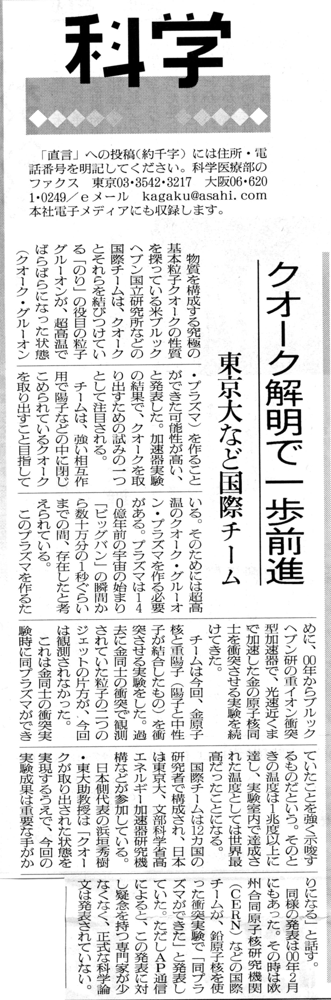 科学
「直言」への投稿(約千字)には住所・電
話番号を明記してください。科学医療部の
ファクス 東京03・3542・3217 大阪06・620
1・0249／eメール kagaku@asahi.com
本社電子メディアにも収録します。
クオーク解明で一歩前進
東京大など国際チーム
物質を構成する究極の
基本粒子クオークの性質
を探っている米ブルック
ヘブン国立研究所などの
国際チームは、クオーク
とそれらを結びつけてい
る「のり」の役目の粒子
グルーオンが、超高温で
ばらばらになった状態
(クオーク・グルーオン
・プラズマ)を作ること
ができた可能性が高い、
と発表した。加速器実験
の結果で、クオークを取
り出すための試みの一つ
として注目される。
チームは、強い相互作
用で陽子などの中に閉じ
こめられているクオーク
を取り出すこと目指して
いる。そのためには超高
温のクオーク・グルーオ
ン・プラズマを作る必要
がある。プラズマは14
0億年前の宇宙の始まり
「ビッグバン」の瞬間か
ら数十万分の1秒ぐらい
までの間、存在したと考
えられている。
このプラズマを作るた
めに、00年からブルック
ヘブン研の重イオン衝突
型加速器で、光速近くま
で加速した金の原子核同
士を衝突させる実験を続
けてきた。
チームは今回、金原子
核と重陽子(陽子と中性
子が結合したもの)を衝
突させる実験をした。過
去に金同士の衝突で観測
されていた粒子の二つの
ジェットの片方が、今回
は観測されなかった。
これは金同士の衝突実
験時に同プラズマができ
ていたことを強く示唆す
るものだという。そのと
きの温度は1兆度以上に
達し、実験室内で達成さ
れた温度としては世界最
高だったことになる。
国際チームは12カ国の
研究者で構成され、日本
は東京大、文部科学省高
エネルギー加速器研究機
構などが参加している。
日本側代表の浜垣秀樹
・東大助教授は「クオー
クが取り出された状態を
実現するうえで、今回の
実験成果は重要な手がか
りになる」と話す。
同様の発表は00年2月
にもあった。その時は欧
州合同原子核研究機関
(CERN)などの国際
チームが、鉛原子核を使
った衝突実験で「同プラ
ズマができた」と発表し
ていた。ただしAP通信
によると、この発表に対
し疑念を持つ専門家が少
なくなく、正式な科学論
文は発表されていない。